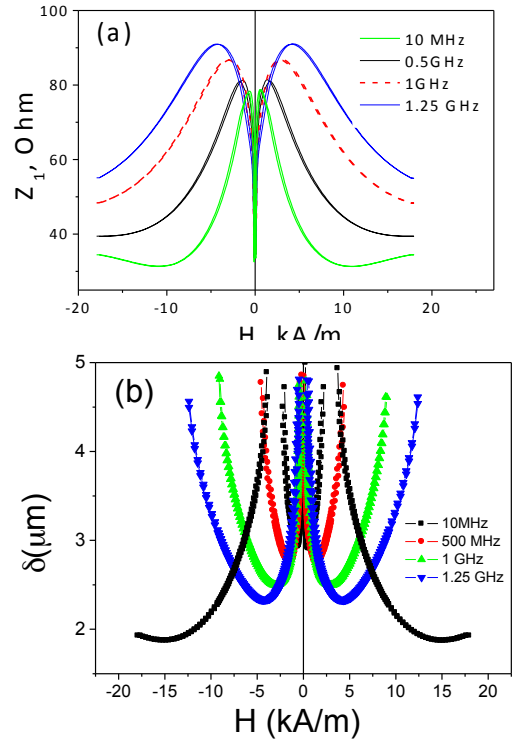 (a)
100
80
60
40
Z 1, Ohm
10 MHz
0.5GHz
1GHz
1.25 GHz
-20 -10 0 10 20
H kA/m
(b)
5
4
3
2
δ(μm)
10MHz
500 MHz
1 GHz
1.25 GHz
-20 -15 -10 -5 0 5 10 15 20
H (kA/m)